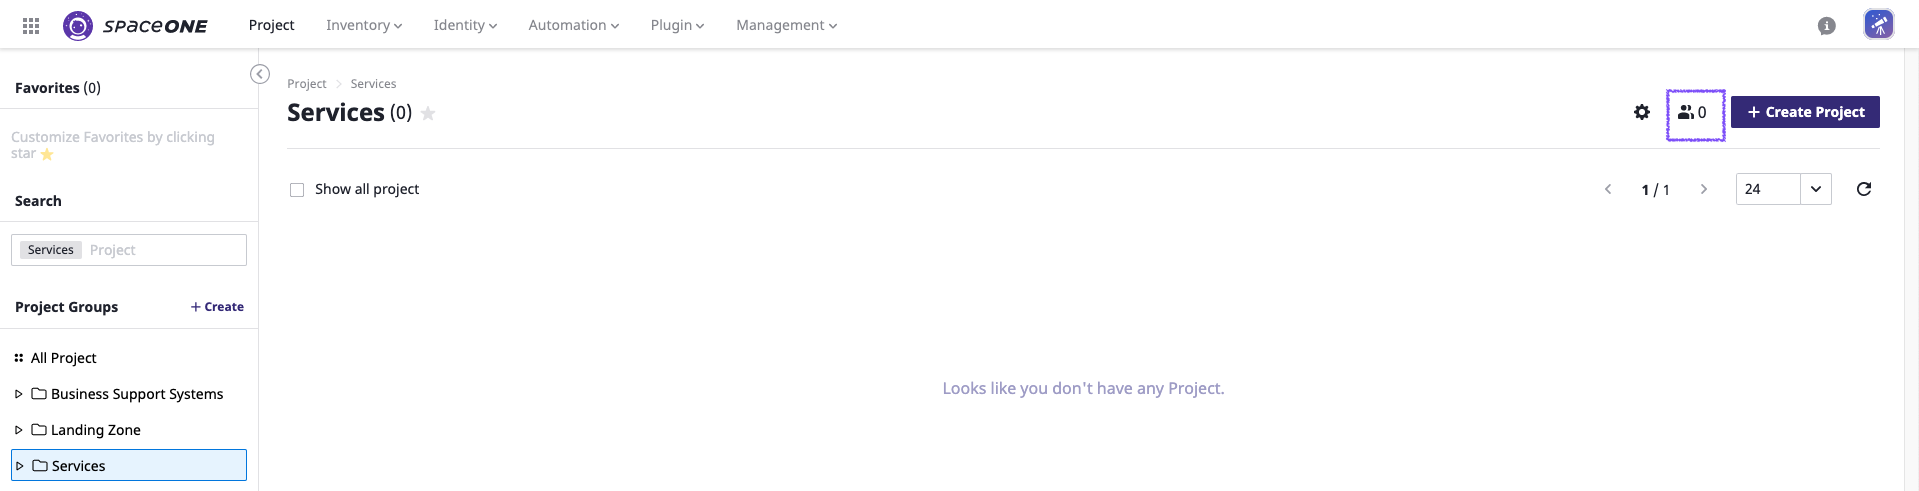 spaceONE Project Inventory Identity Automation Plugin Management
Favorites (0)
Customize Favorites by clicking
star
Search
Services Project
Project Groups + Create
All Project
Business Support Systems
Landing Zone
Services
Project > Services
Services (0)
0 + Create Project
Show all project
1 / 1
24
Looks like you don't have any Project.